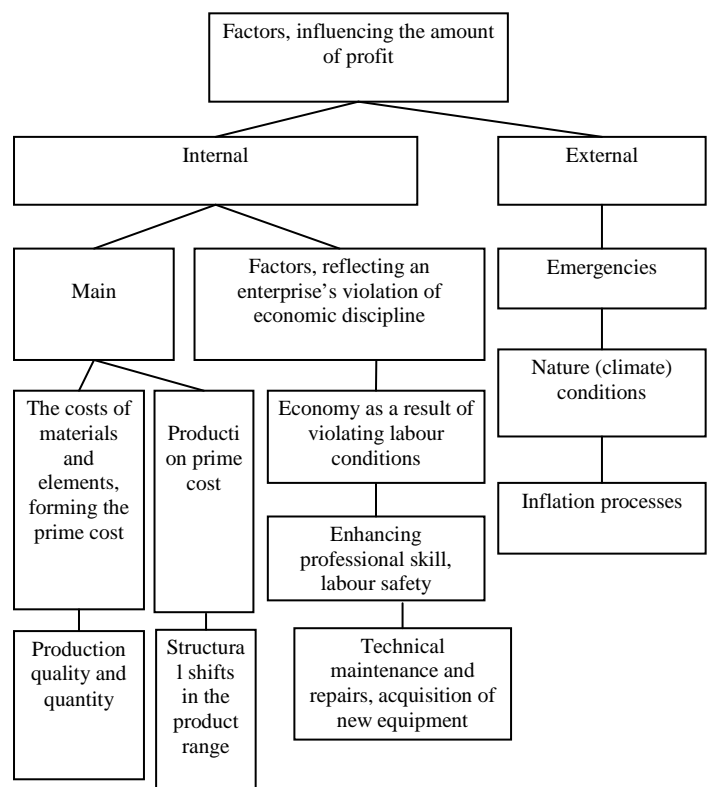 Factors, influencing the amount
of profit
Internal
External
Main
Factors, reflecting an
enterprise’s violation of
economic discipline
Emergencies
The costs of
materials
and
elements,
forming the
prime cost
Producti
on prime
cost
Economy as a result of
violating labour
conditions
Nature (climate)
conditions
Enhancing
professional skill,
labour safety
Inflation processes
Production
quality and
quantity
Structura
l shifts
in the
product
range
Technical
maintenance and
repairs, acquisition of
new equipment